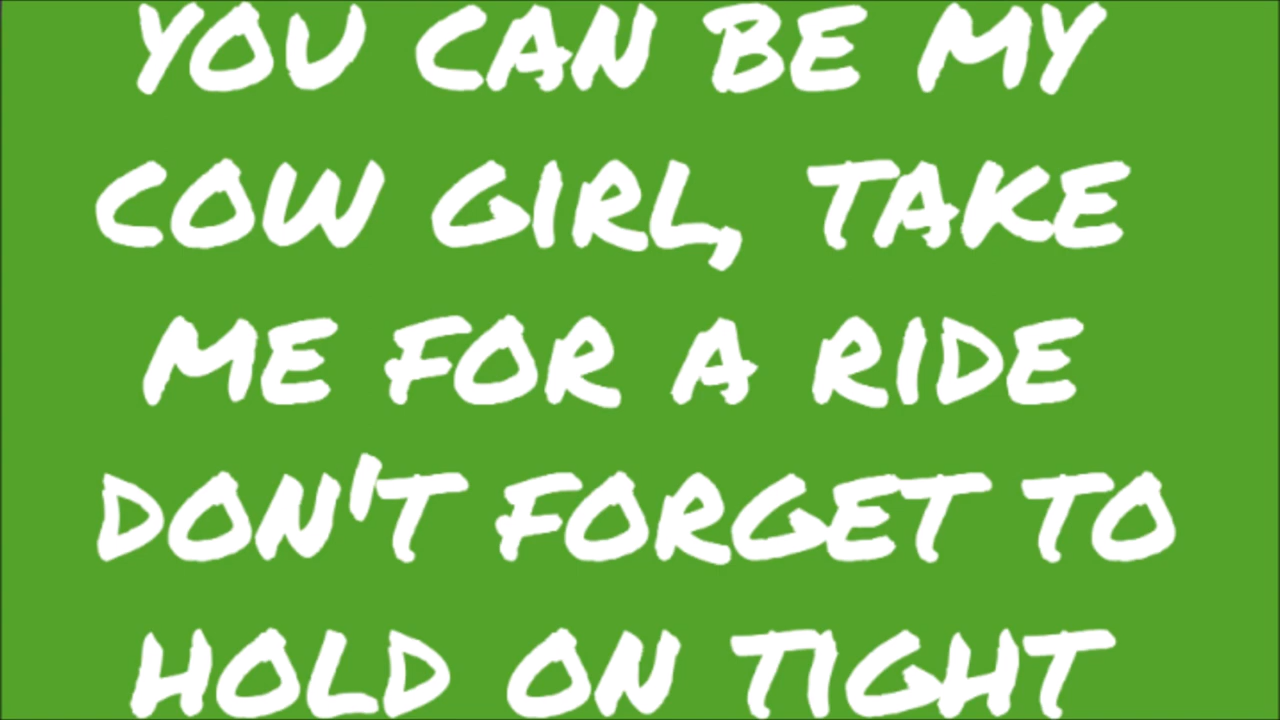 YOU CAN BE MY
COW GIRL, TAKE
ME FOR A RIDE
DON'T FORGET TO
HOLD ON TIGHT